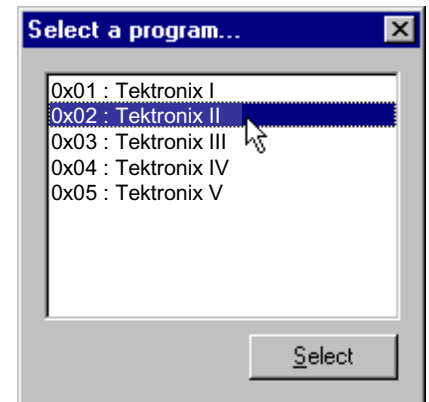 Select a program...
0x01 : Tektronix I
0x02 : Tektronix II
0x03 : Tektronix III
0x04 : Tektronix IV
0x05 : Tektronix V
Select